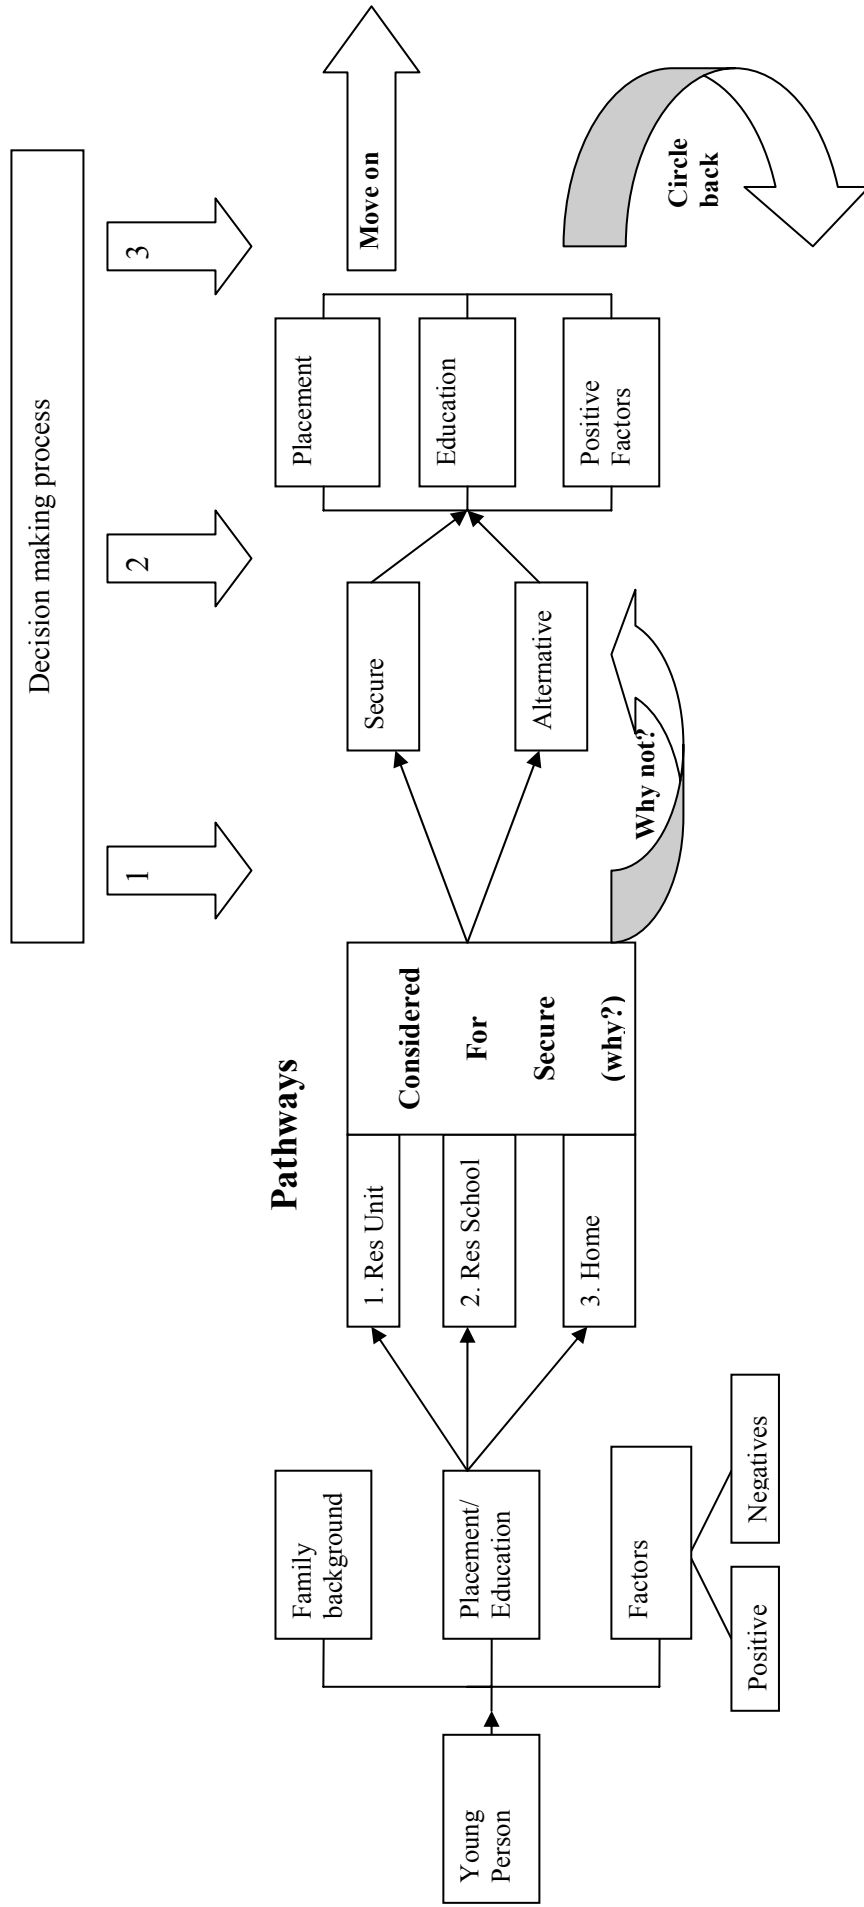 Decision making process
1
2
3
Pathways
Young
Person
Family
background
Placement/
Education
Factors
Positive
Negatives
1. Res Unit
2. Res School
3. Home
Considered
For
Secure
(why?)
Why not?
Secure
Alternative
Placement
Education
Positive
Factors
Move on
Circle
back